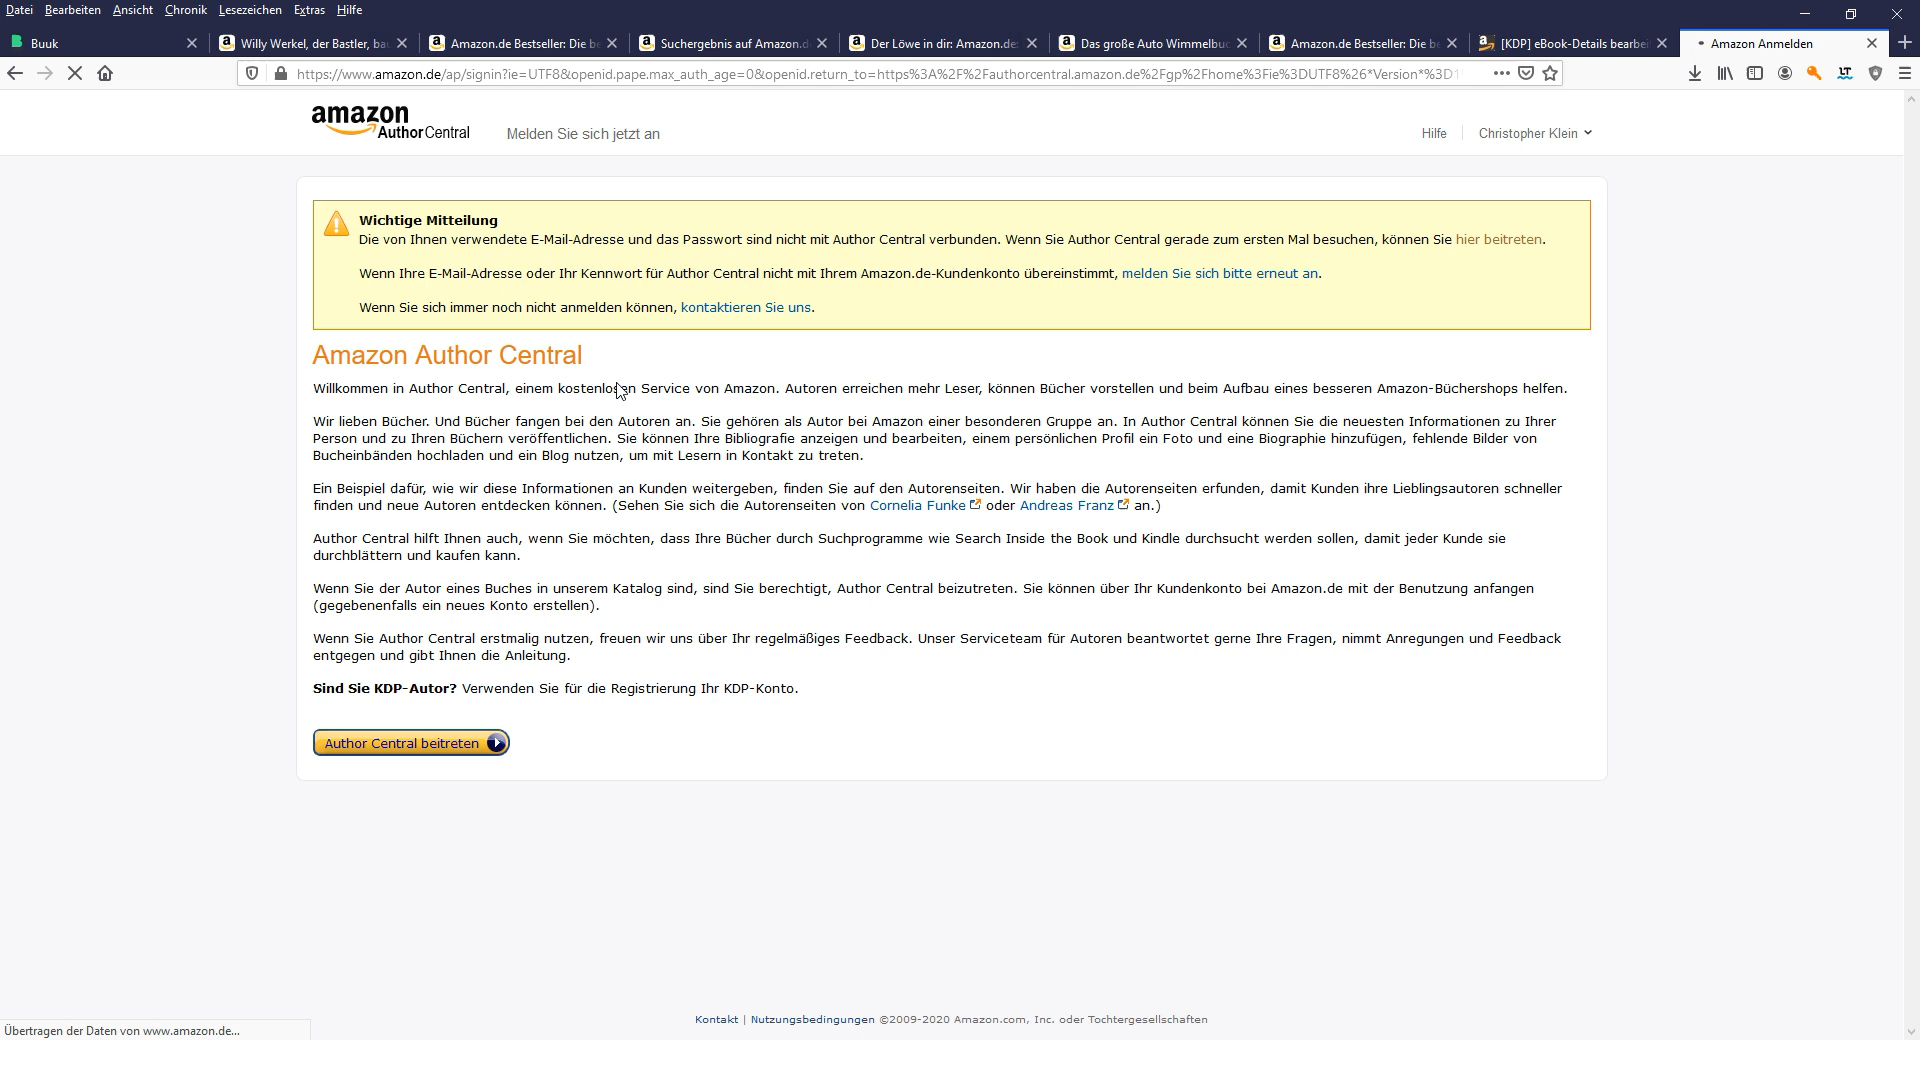 Datei Bearbeiten Ansicht Chronik Lesezeichen Extras Hilfe
Buuk
Willy Werkel, der Bastler, ba
Amazon.de Bestseller: Die be
Suchergebnis auf Amazon.d
Der Löwe in dir: Amazon.de:
Das große Auto Wimmelbuc
Amazon.de Bestseller: Die be
[KDP] eBook-Details bearbei
Amazon Anmelden
https://www.amazon.de/ap/signin?ie=UTF8&openid.pape.max_auth_age=0&openid.return_to=https%3A%2F%2Fauthorcentral.amazon.de%2Fgp%2Fhome%3Fie%3DUTF8%26*Version*%3D1
amazon
AuthorCentral
Melden Sie sich jetzt an
Hilfe
Christopher Klein
Wichtige Mitteilung
Die von Ihnen verwendete E-Mail-Adresse und das Passwort sind nicht mit Author Central verbunden. Wenn Sie Author Central gerade zum ersten Mal besuchen, können Sie hier beitreten.
Wenn Ihre E-Mail-Adresse oder Ihr Kennwort für Author Central nicht mit Ihrem Amazon.de-Kundenkonto übereinstimmt, melden Sie sich bitte erneut an.
Wenn Sie sich immer noch nicht anmelden können, kontaktieren Sie uns.
Amazon Author Central
Willkommen in Author Central, einem kostenlosen Service von Amazon. Autoren erreichen mehr Leser, können Bücher vorstellen und beim Aufbau eines besseren Amazon-Büchershops helfen.
Wir lieben Bücher. Und Bücher fangen bei den Autoren an. Sie gehören als Autor bei Amazon einer besonderen Gruppe an. In Author Central können Sie die neuesten Informationen zu Ihrer
Person und zu Ihren Büchern veröffentlichen. Sie können Ihre Bibliografie anzeigen und bearbeiten, einem persönlichen Profil ein Foto und eine Biographie hinzufügen, fehlende Bilder von
Bucheinbänden hochladen und ein Blog nutzen, um mit Lesern in Kontakt zu treten.
Ein Beispiel dafür, wie wir diese Informationen an Kunden weitergeben, finden Sie auf den Autorenseiten. Wir haben die Autorenseiten erfunden, damit Kunden ihre Lieblingsautoren schneller
finden und neue Autoren entdecken können. (Sehen Sie sich die Autorenseiten von Cornelia Funke oder Andreas Franz an.)
Author Central hilft Ihnen auch, wenn Sie möchten, dass Ihre Bücher durch Suchprogramme wie Search Inside the Book und Kindle durchsucht werden sollen, damit jeder Kunde sie
durchblättern und kaufen kann.
Wenn Sie der Autor eines Buches in unserem Katalog sind, sind Sie berechtigt, Author Central beizutreten. Sie können über Ihr Kundenkonto bei Amazon.de mit der Benutzung anfangen
(gegebenenfalls ein neues Konto erstellen).
Wenn Sie Author Central erstmalig nutzen, freuen wir uns über Ihr regelmäßiges Feedback. Unser Serviceteam für Autoren beantwortet gerne Ihre Fragen, nimmt Anregungen und Feedback
entgegen und gibt Ihnen die Anleitung.
Sind Sie KDP-Autor? Verwenden Sie für die Registrierung Ihr KDP-Konto.
Author Central beitreten
Kontakt | Nutzungsbedingungen ©2009-2020 Amazon.com, Inc. oder Tochtergesellschaften
Übertragen der Daten von www.amazon.de...